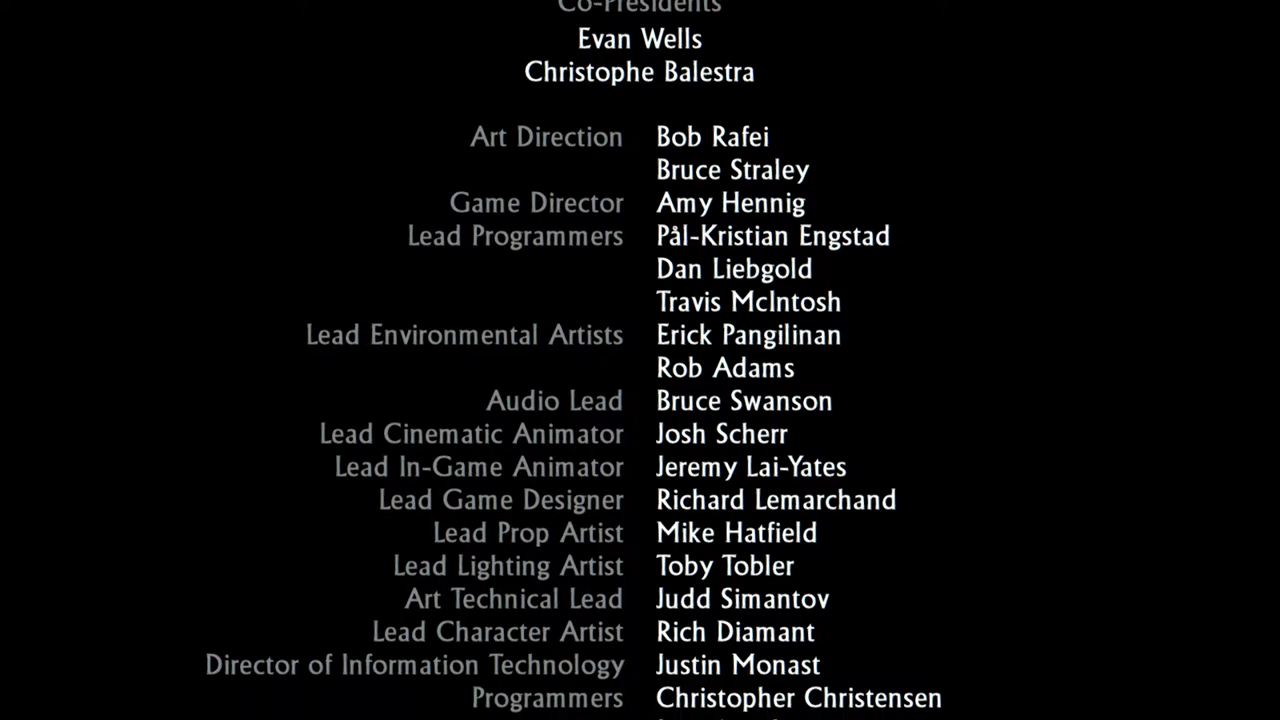 Co-Presidents
Evan Wells
Christophe Balestra
Art Direction Bob Rafei
Bruce Straley
Game Director Amy Hennig
Lead Programmers Pål-Kristian Engstad
Dan Liebgold
Travis McIntosh
Lead Environmental Artists Erick Pangilinan
Rob Adams
Audio Lead Bruce Swanson
Lead Cinematic Animator Josh Scherr
Lead In-Game Animator Jeremy Lai-Yates
Lead Game Designer Richard Lemarchand
Lead Prop Artist Mike Hatfield
Lead Lighting Artist Toby Tobler
Art Technical Lead Judd Simantov
Lead Character Artist Rich Diamant
Director of Information Technology Justin Monast
Programmers Christopher Christensen